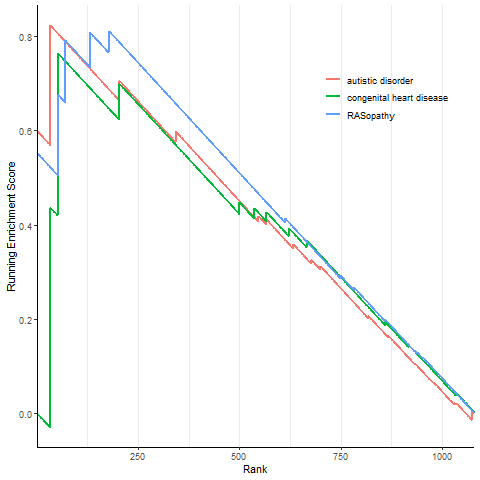 0.8
0.6
0.4
0.2
0.0
Running Enrichment Score
autistic disorder
congenital heart disease
RASopathy
250
500
750
1000
Rank